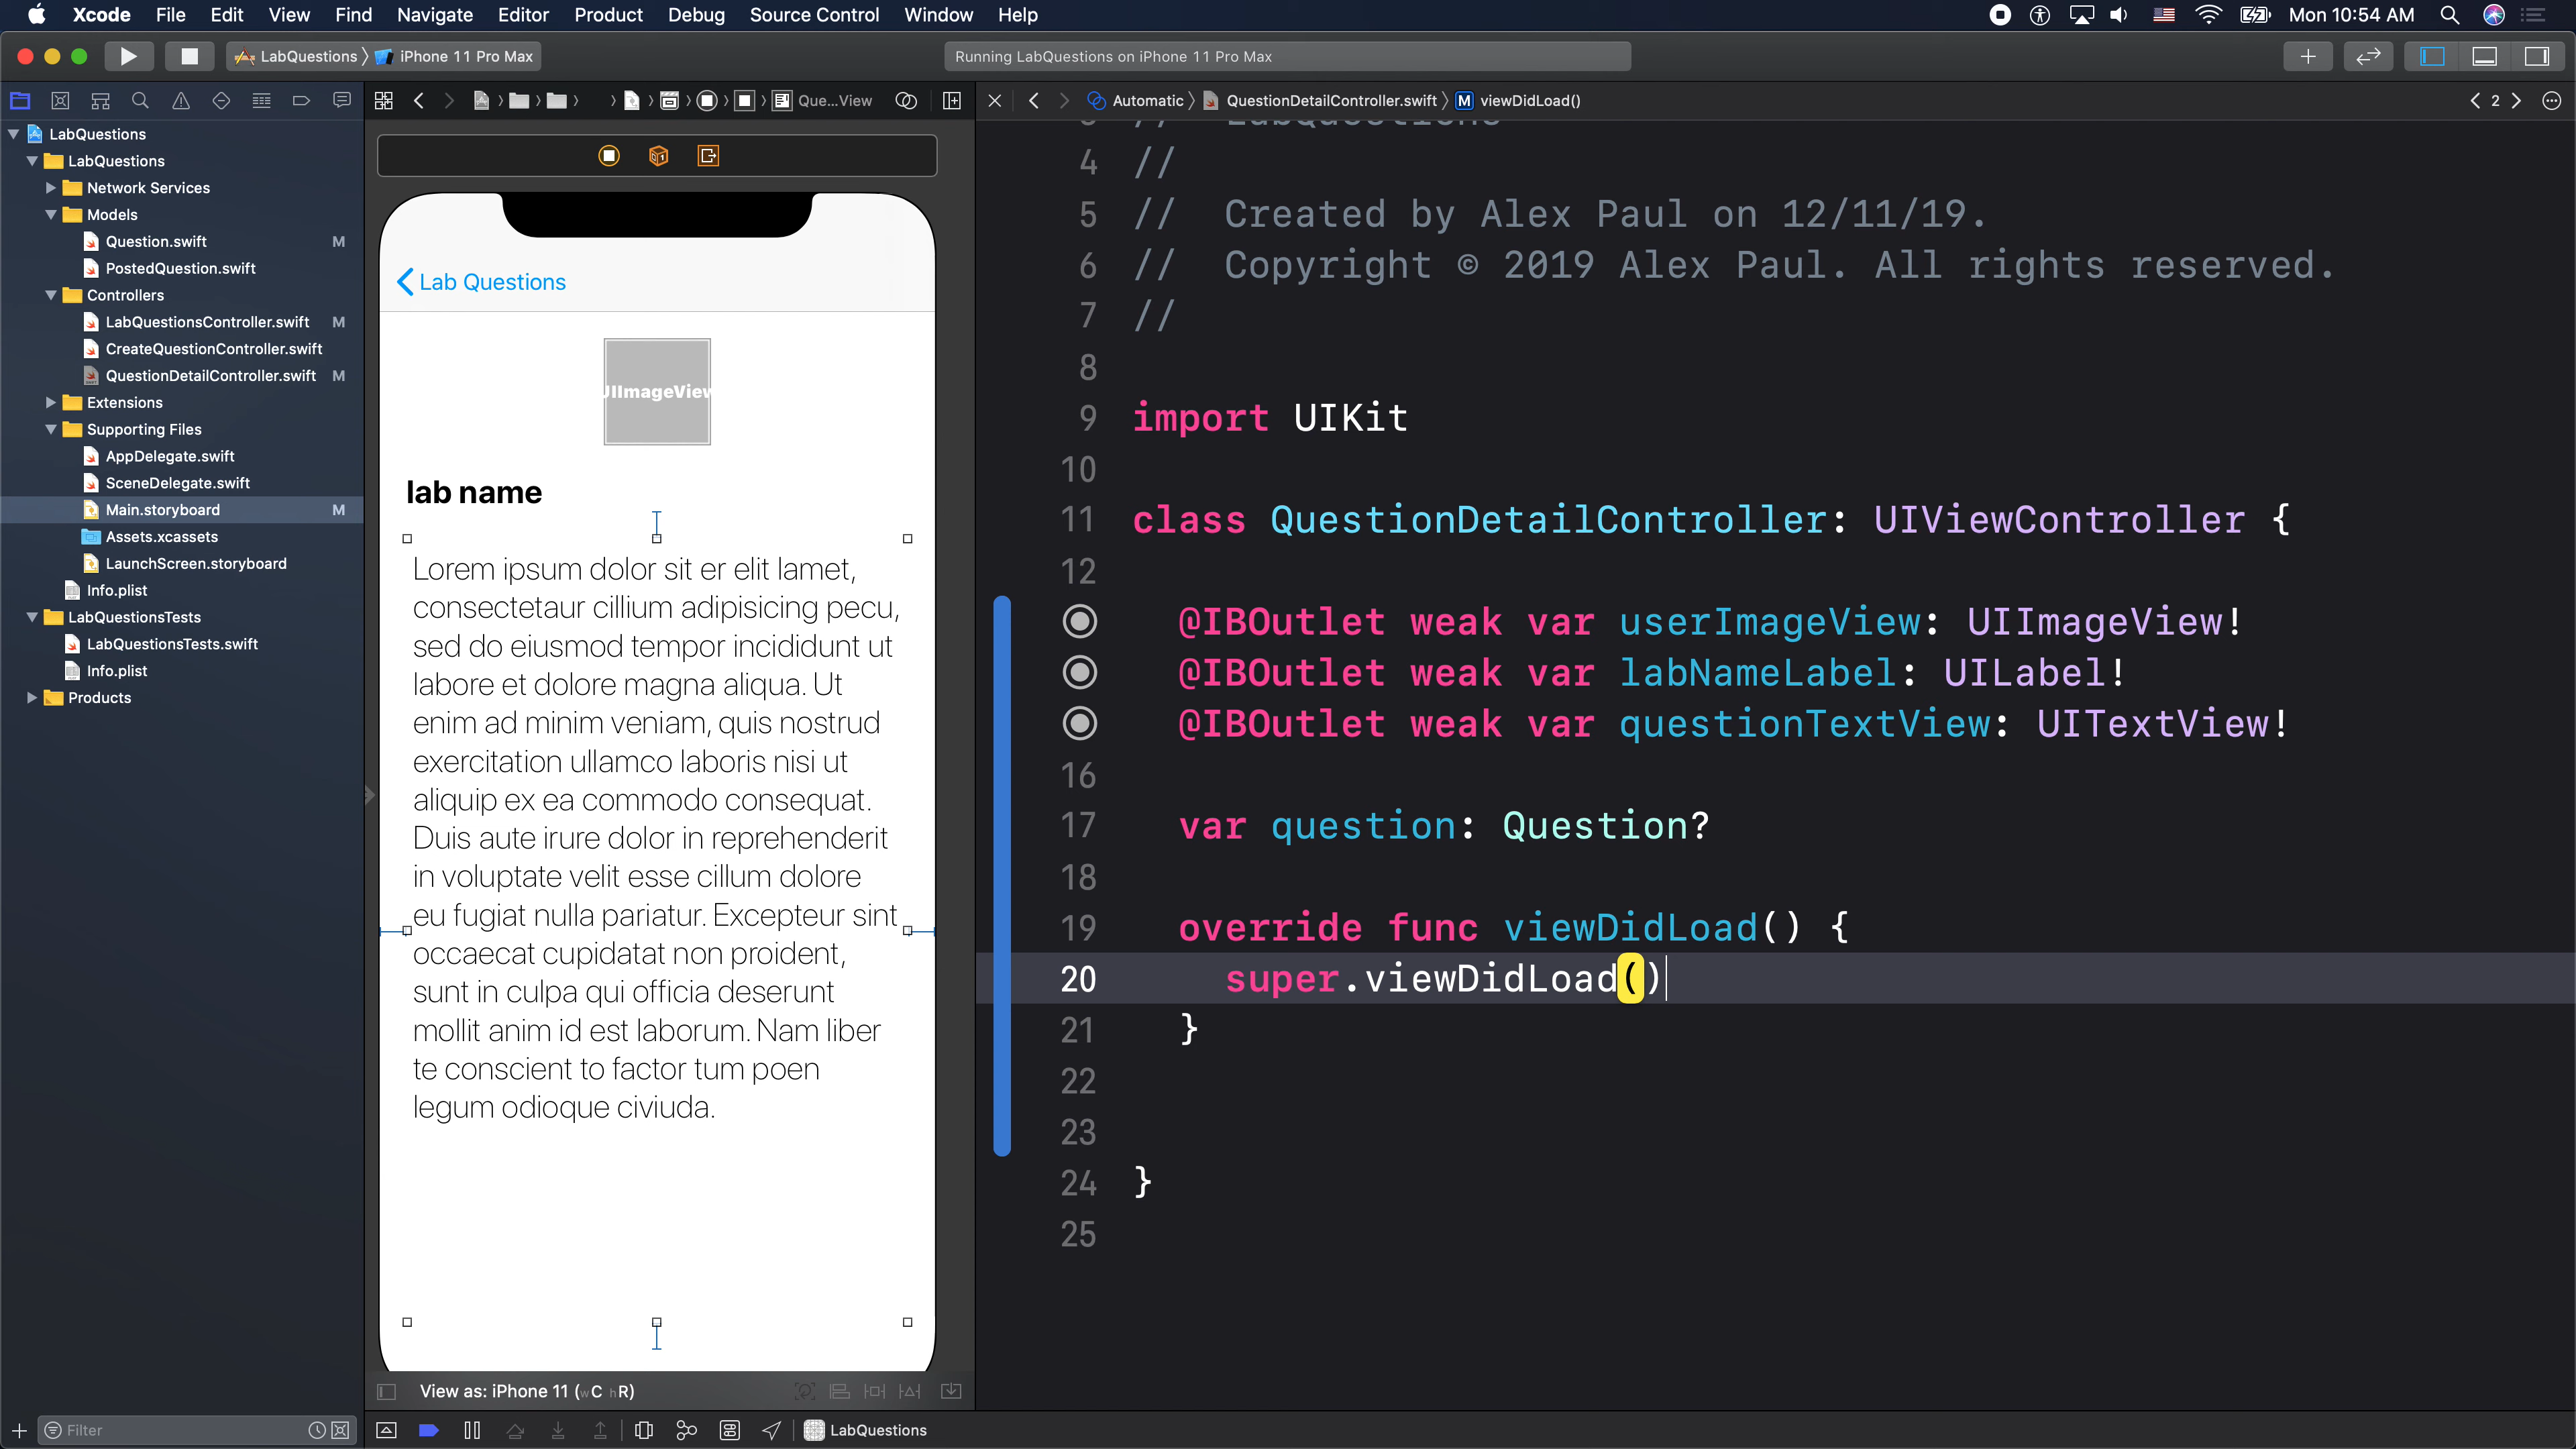 Xcode File Edit View Find Navigate Editor Product Debug Source Control Window Help Mon 10:54 AM
LabQuestions iPhone 11 Pro Max Running LabQuestions on iPhone 11 Pro Max
Que...View Automatic QuestionDetailController.swift M viewDidLoad() 2
LabQuestions
LabQuestions
Network Services
Models
Question.swift M
PostedQuestion.swift
Controllers
LabQuestionsController.swift M
CreateQuestionController.swift
QuestionDetailController.swift M
Extensions
Supporting Files
AppDelegate.swift
SceneDelegate.swift
Main.storyboard M
Assets.xcassets
LaunchScreen.storyboard
Info.plist
LabQuestionsTests
LabQuestionsTests.swift
Info.plist
Products
Filter
Lab Questions
UIImageView
lab name
Lorem ipsum dolor sit er elit lamet,
consectetaur cillium adipisicing pecu,
sed do eiusmod tempor incididunt ut
labore et dolore magna aliqua. Ut
enim ad minim veniam, quis nostrud
exercitation ullamco laboris nisi ut
aliquip ex ea commodo consequat.
Duis aute irure dolor in reprehenderit
in voluptate velit esse cillum dolore
eu fugiat nulla pariatur. Excepteur sint
occaecat cupidatat non proident,
sunt in culpa qui officia deserunt
mollit anim id est laborum. Nam liber
te conscient to factor tum poen
legum odioque civiuda.
View as: iPhone 11 (wC hR)
LabQuestions
3 // LabQuestions
4 //
5 // Created by Alex Paul on 12/11/19.
6 // Copyright © 2019 Alex Paul. All rights reserved.
7 //
8
9 import UIKit
10
11 class QuestionDetailController: UIViewController {
12
@IBOutlet weak var userImageView: UIImageView!
@IBOutlet weak var labNameLabel: UILabel!
@IBOutlet weak var questionTextView: UITextView!
16
17 var question: Question?
18
19 override func viewDidLoad() {
20 super.viewDidLoad()
21 }
22
23
24 }
25